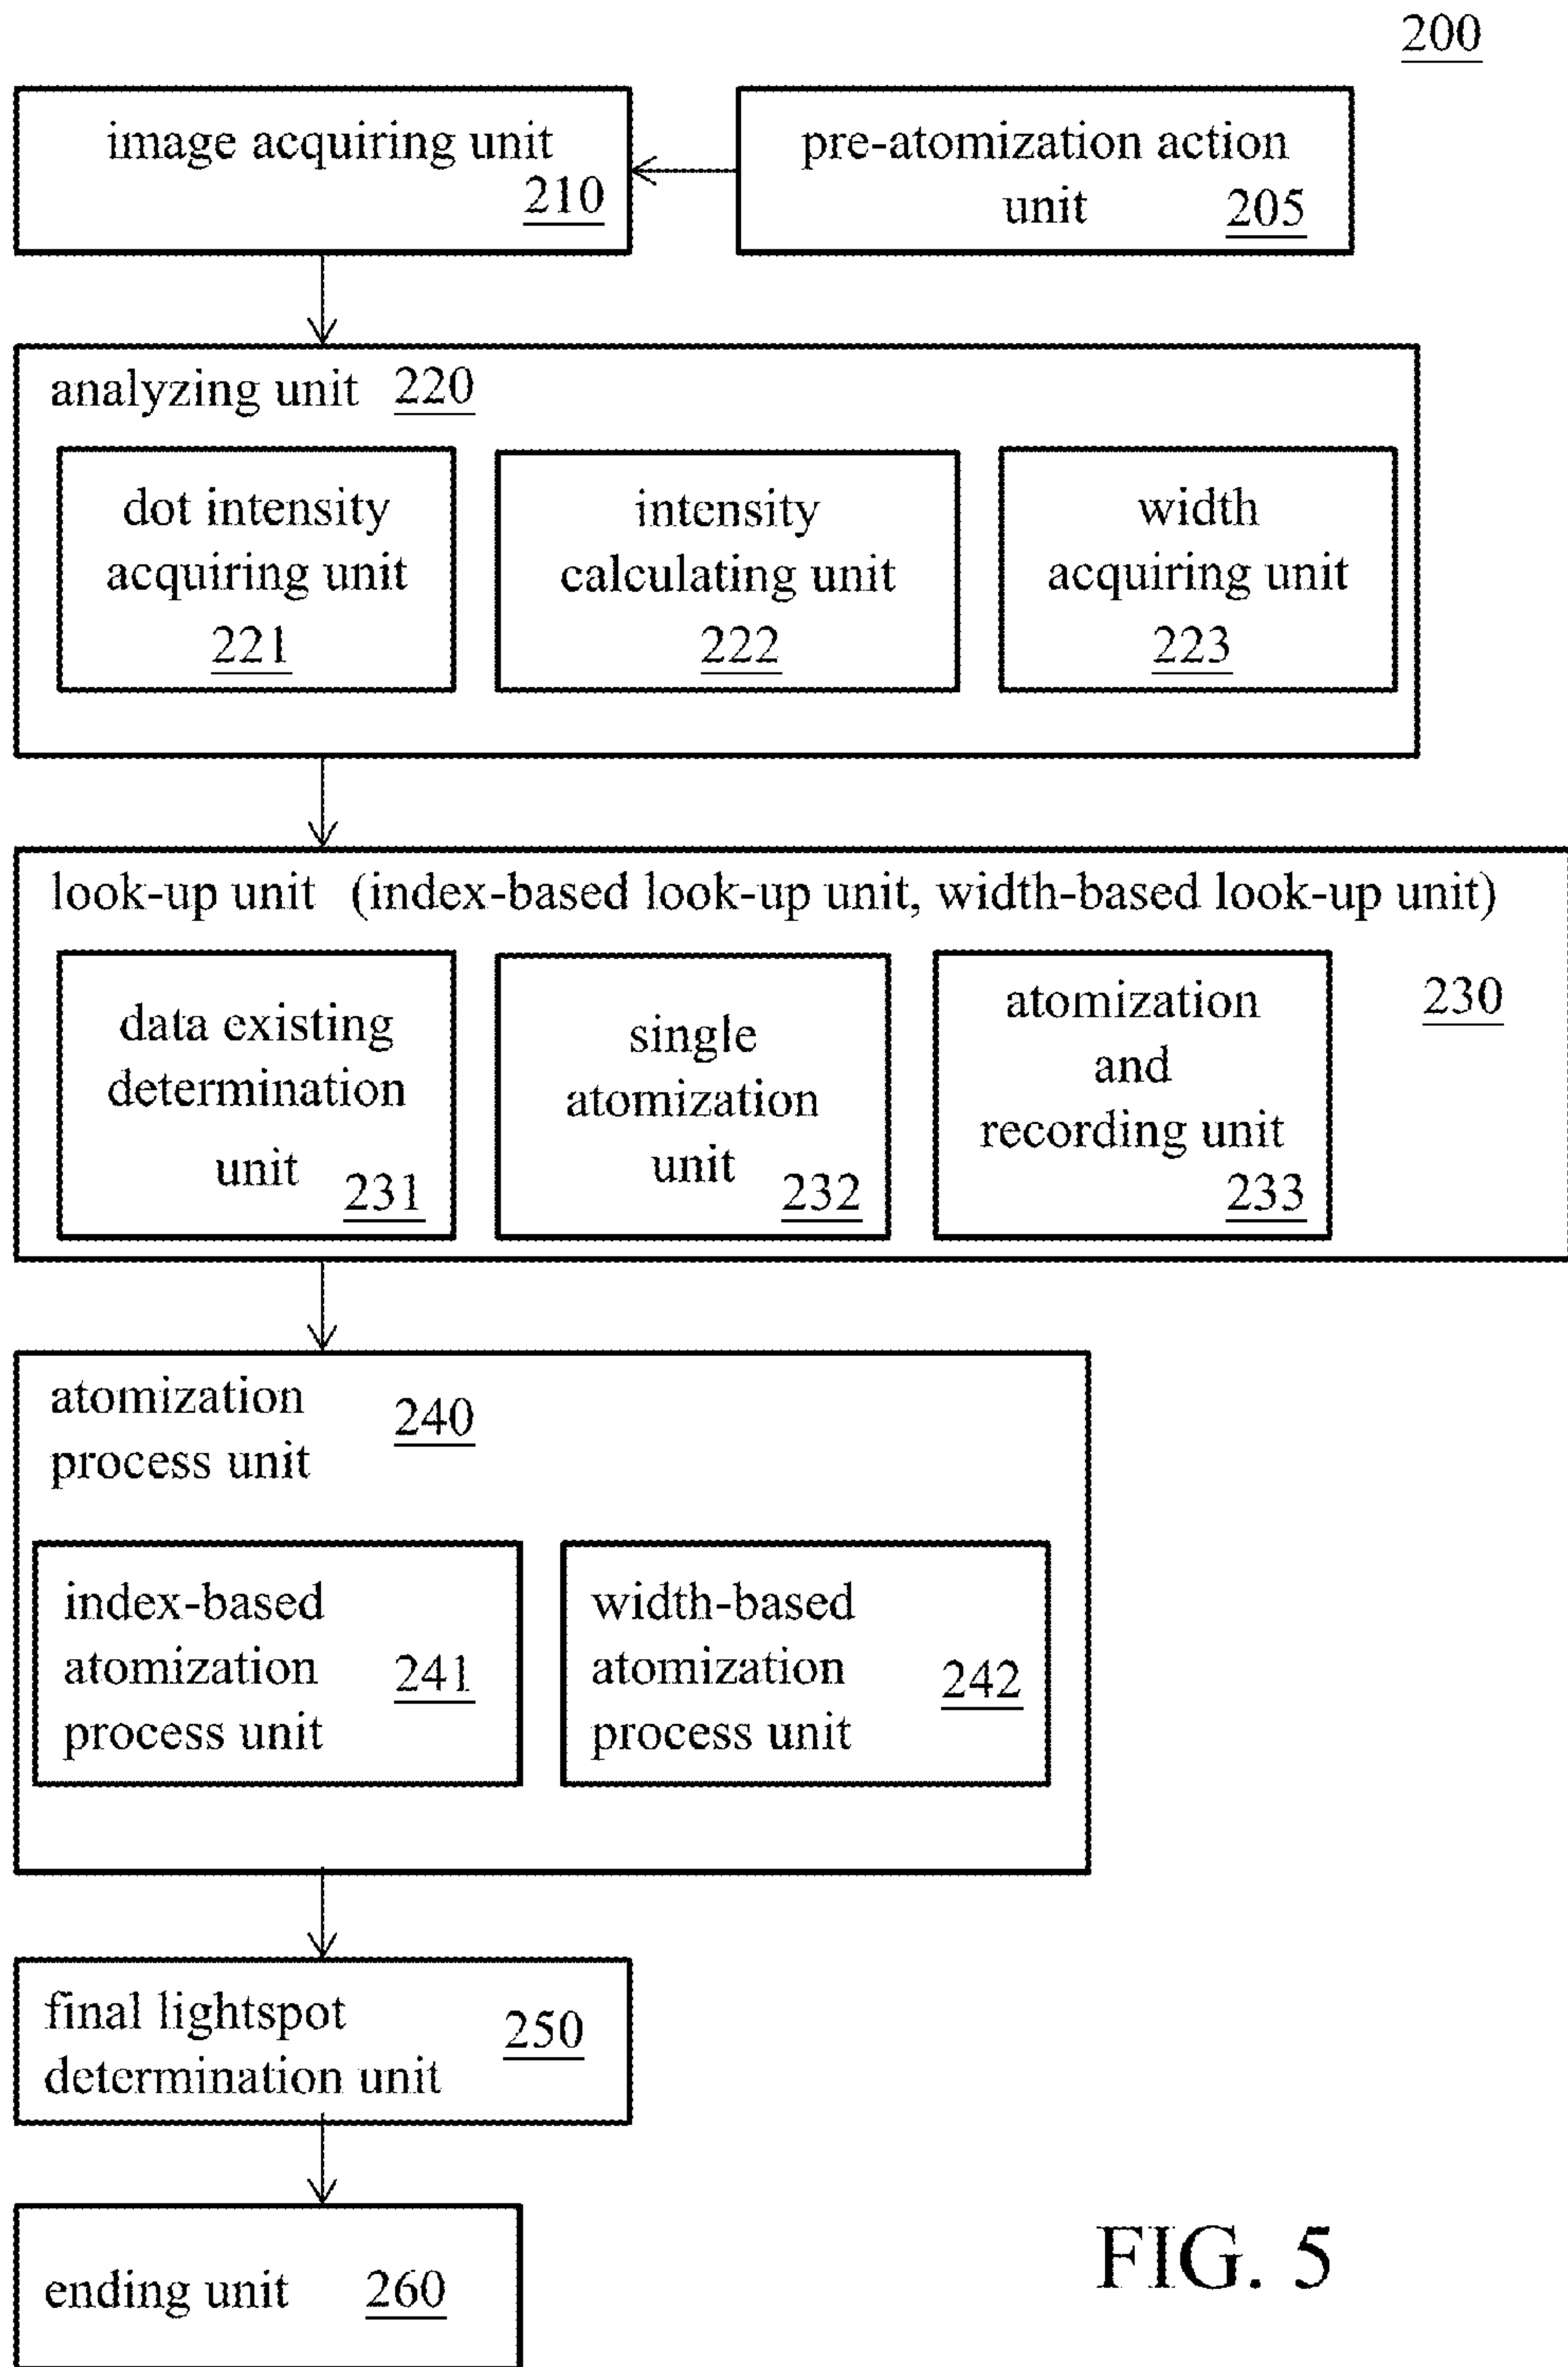 200
image acquiring unit
210
pre-atomization action
unit 205
analyzing unit 220
dot intensity
acquiring unit
221
intensity
calculating unit
222
width
acquiring unit
223
look-up unit (index-based look-up unit, width-based look-up unit)
230
data existing
determination
unit 231
single
atomization
unit 232
atomization
and
recording unit
233
atomization
process unit
240
index-based
atomization
process unit
241
width-based
atomization
process unit
242
final lightspot
determination unit
250
ending unit 260
FIG. 5